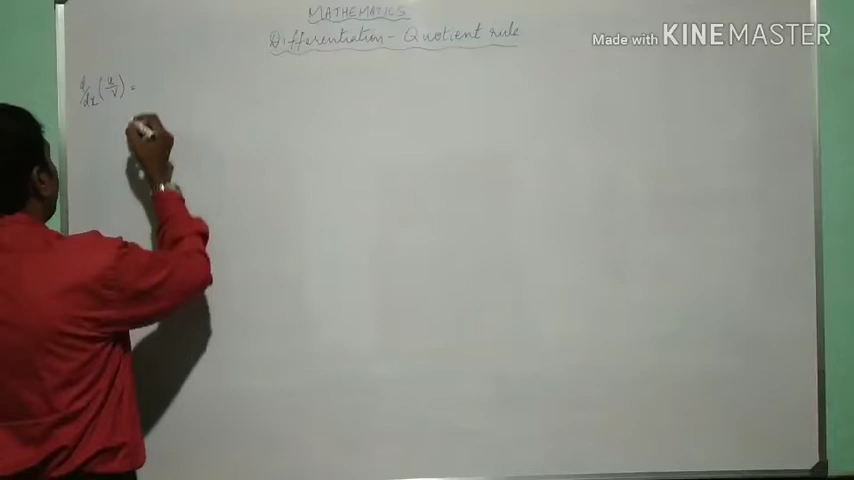 MATHEMATICS
Differentiation - Quotient rule
Made with KINEMASTER
d/dx (u/v) =